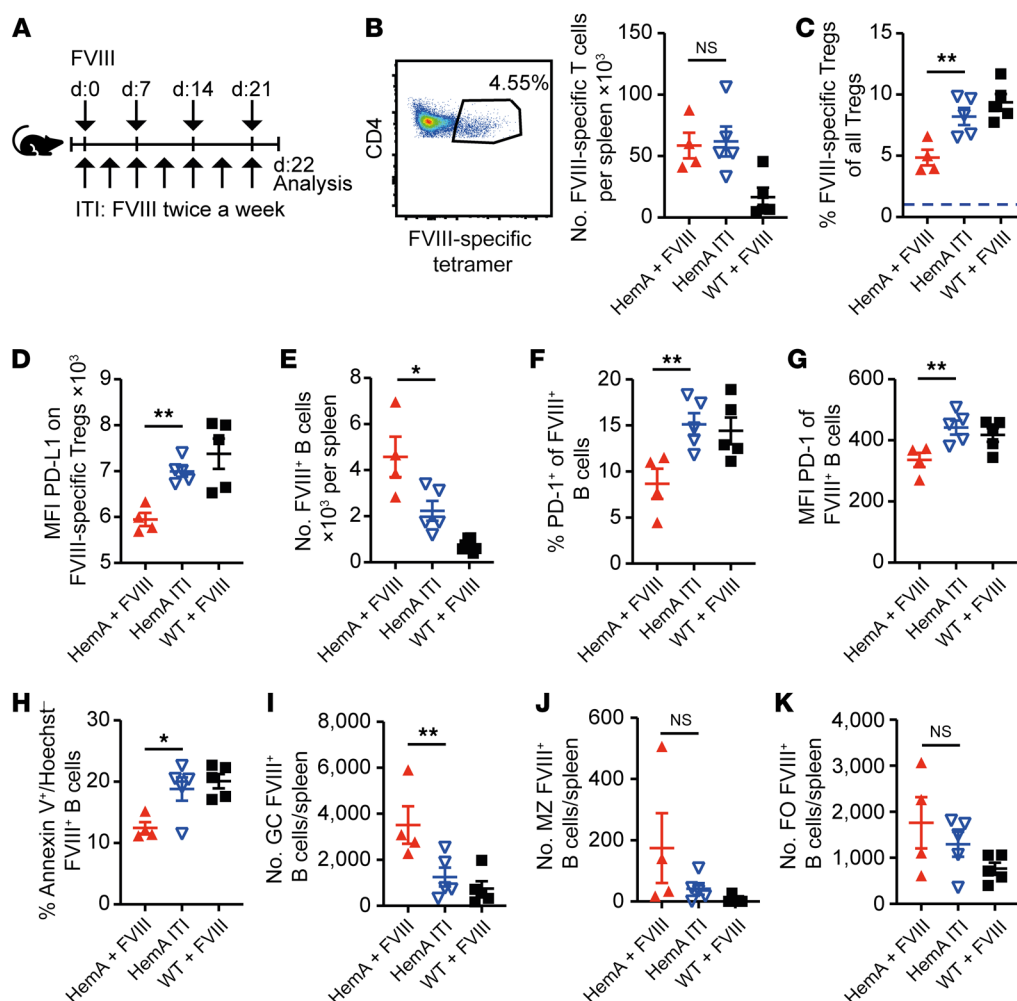 A
FVIII
d:0 d:7 d:14 d:21
d:22
Analysis
ITI: FVIII twice a week
B
4.55%
CD4
FVIII-specific
tetramer
No. FVIII-specific T cells
per spleen ×10³
NS
150
100
50
0
HemA + FVIII
HemA ITI
WT + FVIII
C
% FVIII-specific Tregs
of all Tregs
**
15
10
5
0
HemA + FVIII
HemA ITI
WT + FVIII
D
MFI PD-L1 on
FVIII-specific Tregs ×10³
**
9
8
7
6
5
HemA + FVIII
HemA ITI
WT + FVIII
E
No. FVIII⁺ B cells
×10³ per spleen
*
8
6
4
2
0
HemA + FVIII
HemA ITI
WT + FVIII
F
% PD-1⁺ of FVIII⁺
B cells
**
20
15
10
5
0
HemA + FVIII
HemA ITI
WT + FVIII
G
MFI PD-1 of
FVIII⁺ B cells
**
600
400
200
0
HemA + FVIII
HemA ITI
WT + FVIII
H
% Annexin V⁺/Hoechst⁻
FVIII⁺ B cells
*
30
20
10
0
HemA + FVIII
HemA ITI
WT + FVIII
I
No. GC FVIII⁺
B cells/spleen
**
8,000
6,000
4,000
2,000
0
HemA + FVIII
HemA ITI
WT + FVIII
J
No. MZ FVIII⁺
B cells/spleen
NS
600
400
200
0
HemA + FVIII
HemA ITI
WT + FVIII
K
No. FO FVIII⁺
B cells/spleen
NS
4,000
3,000
2,000
1,000
0
HemA + FVIII
HemA ITI
WT + FVIII